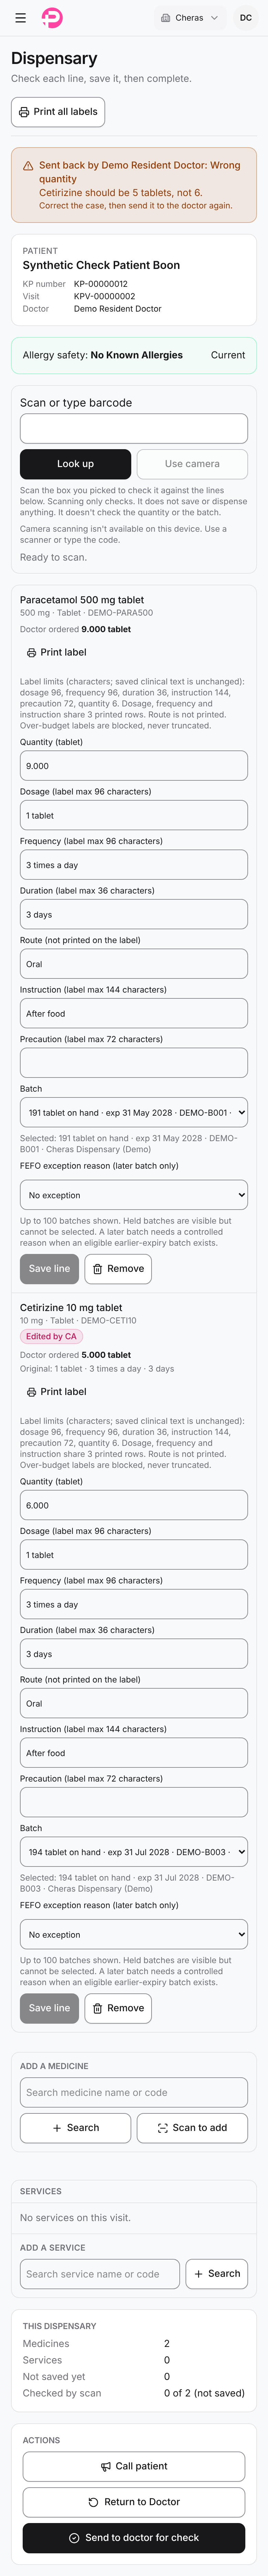 Cheras
DC
Dispensary
Check each line, save it, then complete.
Print all labels
Sent back by Demo Resident Doctor: Wrong
quantity
Cetirizine should be 5 tablets, not 6.
Correct the case, then send it to the doctor again.
PATIENT
Synthetic Check Patient Boon
KP number KP-00000012
Visit KPV-00000002
Doctor Demo Resident Doctor
Allergy safety: No Known Allergies Current
Scan or type barcode
Look up Use camera
Scan the box you picked to check it against the lines
below. Scanning only checks. It does not save or dispense
anything. It doesn't check the quantity or the batch.
Camera scanning isn't available on this device. Use a
scanner or type the code.
Ready to scan.
Paracetamol 500 mg tablet
500 mg · Tablet · DEMO-PARA500
Doctor ordered 9.000 tablet
Print label
Label limits (characters; saved clinical text is unchanged):
dosage 96, frequency 96, duration 36, instruction 144,
precaution 72, quantity 6. Dosage, frequency and
instruction share 3 printed rows. Route is not printed.
Over-budget labels are blocked, never truncated.
Quantity (tablet)
9.000
Dosage (label max 96 characters)
1 tablet
Frequency (label max 96 characters)
3 times a day
Duration (label max 36 characters)
3 days
Route (not printed on the label)
Oral
Instruction (label max 144 characters)
After food
Precaution (label max 72 characters)
Batch
191 tablet on hand · exp 31 May 2028 · DEMO-B001 ·
Selected: 191 tablet on hand · exp 31 May 2028 · DEMO-
B001 · Cheras Dispensary (Demo)
FEFO exception reason (later batch only)
No exception
Up to 100 batches shown. Held batches are visible but
cannot be selected. A later batch needs a controlled
reason when an eligible earlier-expiry batch exists.
Save line Remove
Cetirizine 10 mg tablet
10 mg · Tablet · DEMO-CETI10
Edited by CA
Doctor ordered 5.000 tablet
Original: 1 tablet · 3 times a day · 3 days
Print label
Label limits (characters; saved clinical text is unchanged):
dosage 96, frequency 96, duration 36, instruction 144,
precaution 72, quantity 6. Dosage, frequency and
instruction share 3 printed rows. Route is not printed.
Over-budget labels are blocked, never truncated.
Quantity (tablet)
6.000
Dosage (label max 96 characters)
1 tablet
Frequency (label max 96 characters)
3 times a day
Duration (label max 36 characters)
3 days
Route (not printed on the label)
Oral
Instruction (label max 144 characters)
After food
Precaution (label max 72 characters)
Batch
194 tablet on hand · exp 31 Jul 2028 · DEMO-B003 ·
Selected: 194 tablet on hand · exp 31 Jul 2028 · DEMO-
B003 · Cheras Dispensary (Demo)
FEFO exception reason (later batch only)
No exception
Up to 100 batches shown. Held batches are visible but
cannot be selected. A later batch needs a controlled
reason when an eligible earlier-expiry batch exists.
Save line Remove
ADD A MEDICINE
Search medicine name or code
Search Scan to add
SERVICES
No services on this visit.
ADD A SERVICE
Search service name or code Search
THIS DISPENSARY
Medicines 2
Services 0
Not saved yet 0
Checked by scan 0 of 2 (not saved)
ACTIONS
Call patient
Return to Doctor
Send to doctor for check